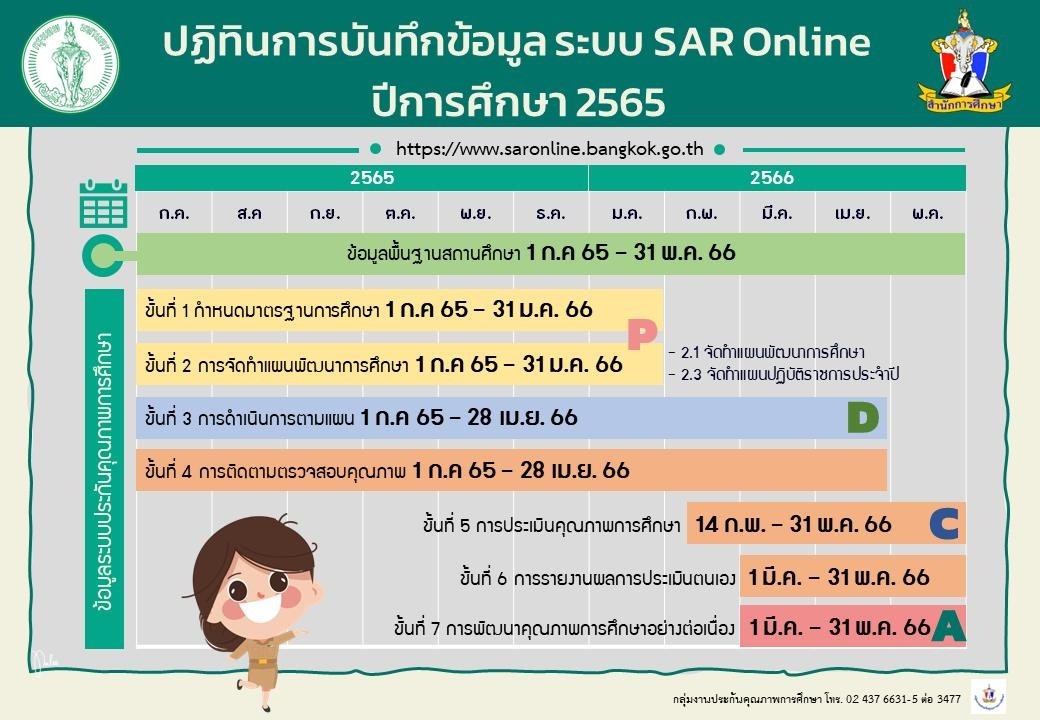 ปฏิทินการบันทึกข้อมูล ระบบ SAR Online
ปีการศึกษา 2565
สำนักการศึกษา
https://www.saronline.bangkok.go.th
2565 2566
ก.ค. ส.ค ก.ย. ต.ค. พ.ย. ธ.ค. ม.ค. ก.พ. มี.ค. เม.ย. พ.ค.
ข้อมูลพื้นฐานสถานศึกษา 1 ก.ค 65 – 31 พ.ค. 66
ข้อมูลระบบประกันคุณภาพการศึกษา
ขั้นที่ 1 กำหนดมาตรฐานการศึกษา 1 ก.ค 65 – 31 ม.ค. 66
P
ขั้นที่ 2 การจัดทำแผนพัฒนาการศึกษา 1 ก.ค 65 – 31 ม.ค. 66
- 2.1 จัดทำแผนพัฒนาการศึกษา
- 2.3 จัดทำแผนปฏิบัติราชการประจำปี
ขั้นที่ 3 การดำเนินการตามแผน 1 ก.ค 65 – 28 เม.ย. 66 D
ขั้นที่ 4 การติดตามตรวจสอบคุณภาพ 1 ก.ค 65 – 28 เม.ย. 66
ขั้นที่ 5 การประเมินคุณภาพการศึกษา 14 ก.พ. – 31 พ.ค. 66 C
ขั้นที่ 6 การรายงานผลการประเมินตนเอง 1 มี.ค. – 31 พ.ค. 66
ขั้นที่ 7 การพัฒนาคุณภาพการศึกษาอย่างต่อเนื่อง 1 มี.ค. – 31 พ.ค. 66 A
กลุ่มงานประกันคุณภาพการศึกษา โทร. 02 437 6631-5 ต่อ 3477